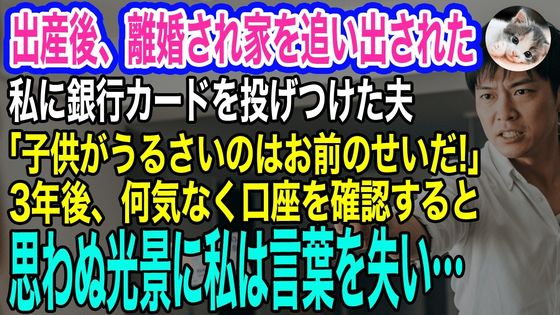 出産後、離婚され家を追い出された
私に銀行カードを投げつけた夫
「子供がうるさいのはお前のせいだ!」
3年後、何気なく口座を確認すると
思わぬ光景に私は言葉を失い…